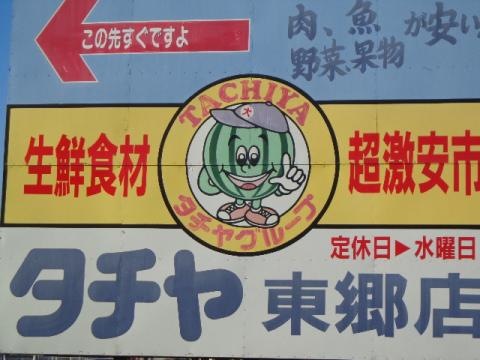 この先すぐですよ
肉、魚が安い
野菜、果物
TACHIYA
大
タチヤグループ
生鮮食材
超激安市
定休日▶水曜日
タチヤ 東郷店